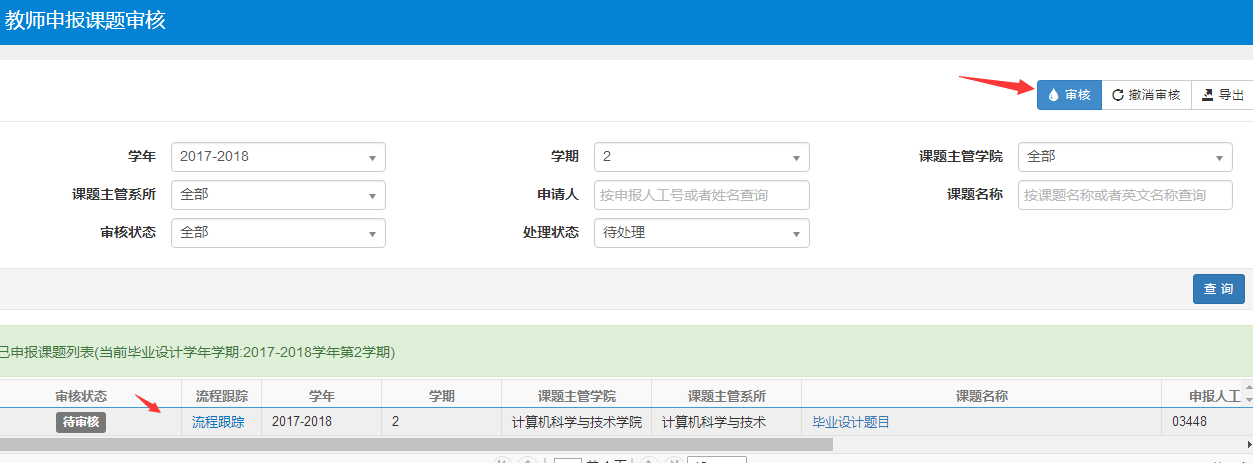 教师申报课题审核
审核 撤消审核 导出
学年 2017-2018 学期 2 课题主管学院 全部
课题主管系所 全部 申请人 按申报人工号或者姓名查询 课题名称 按课题名称或者英文名称查询
审核状态 全部 处理状态 待处理
查 询
已申报课题列表(当前毕业设计学年学期:2017-2018学年第2学期)
审核状态 流程跟踪 学年 学期 课题主管学院 课题主管系所 课题名称 申报人工
待审核 流程跟踪 2017-2018 2 计算机科学与技术学院 计算机科学与技术 毕业设计题目 03448